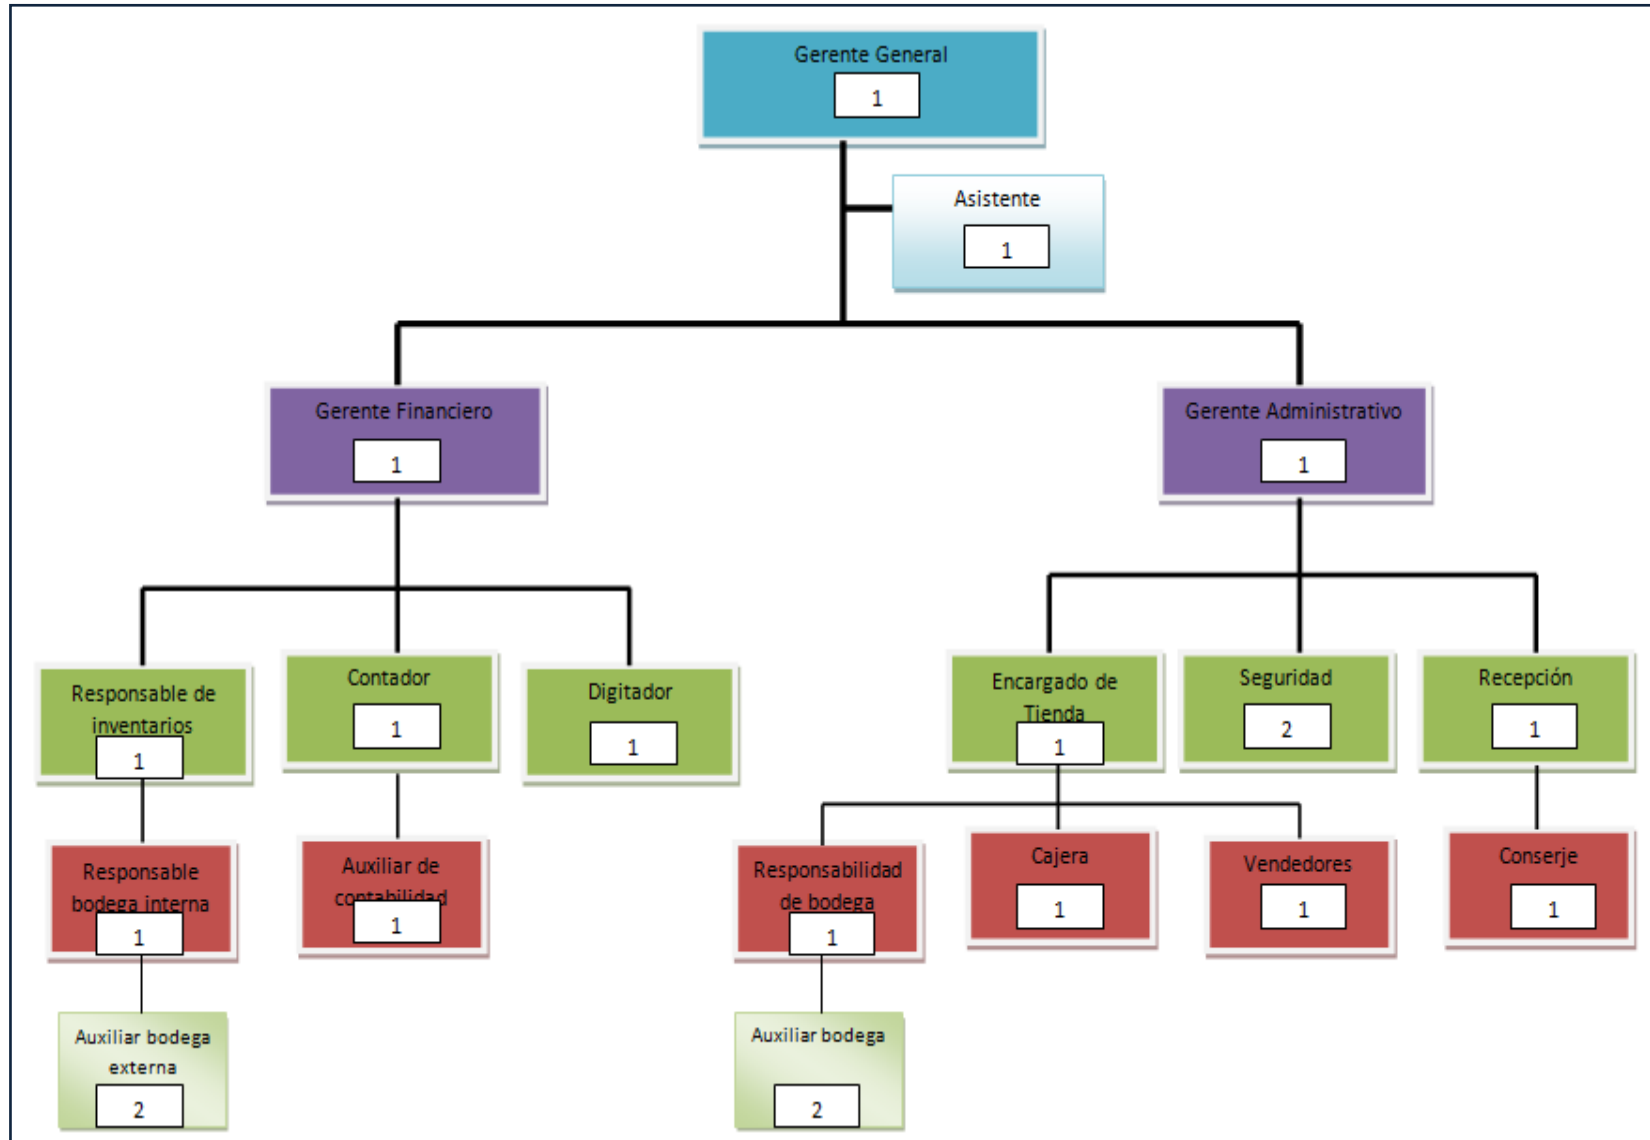 Gerente General
1
Asistente
1
Gerente Financiero
1
Gerente Administrativo
1
Responsable de
inventarios
1
Contador
1
Digitador
1
Encargado de
Tienda
1
Seguridad
2
Recepción
1
Responsable
bodega interna
1
Auxiliar de
contabilidad
1
Responsabilidad
de bodega
1
Cajera
1
Vendedores
1
Conserje
1
Auxiliar bodega
externa
2
Auxiliar bodega
2